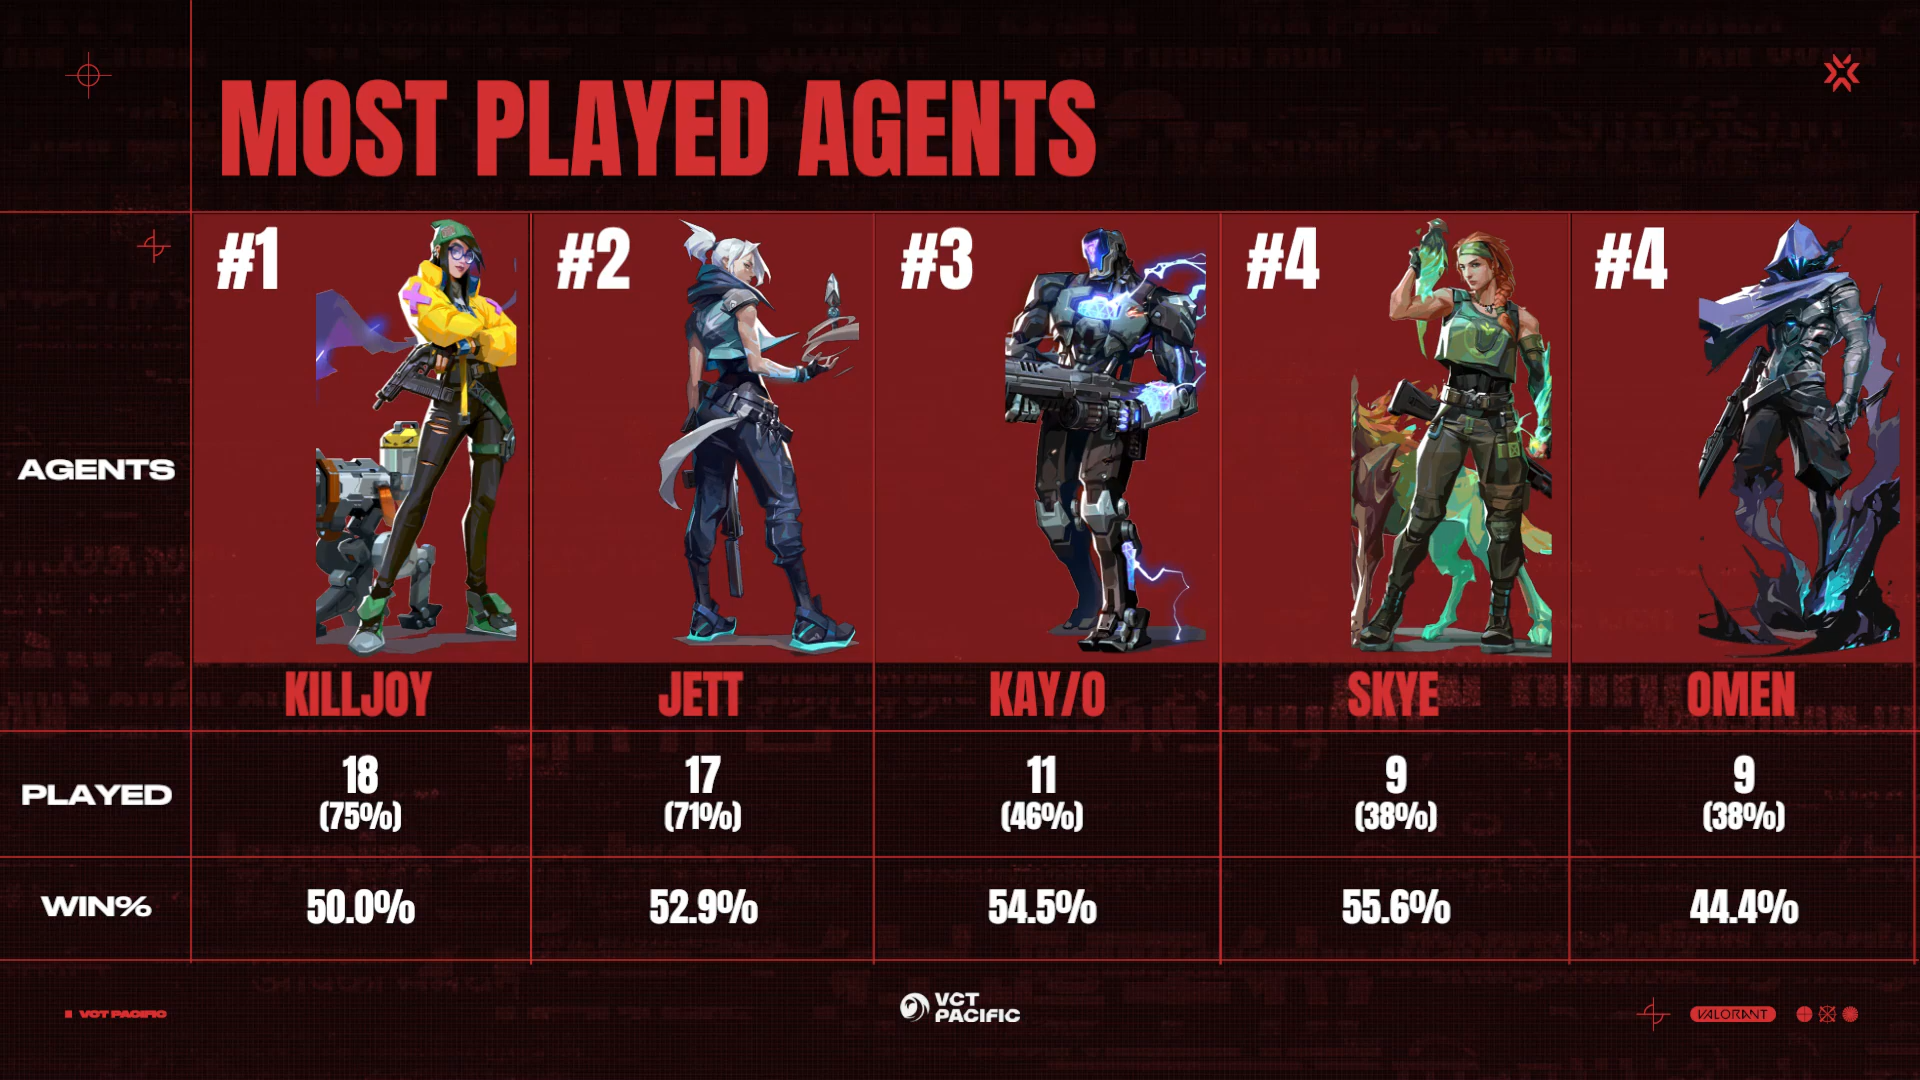 MOST PLAYED AGENTS
#1
#2
#3
#4
#4
AGENTS
KILLJOY
JETT
KAY/O
SKYE
OMEN
PLAYED
18
(75%)
17
(71%)
11
(46%)
9
(38%)
9
(38%)
WIN%
50.0%
52.9%
54.5%
55.6%
44.4%
VCT PACIFIC
VCT
PACIFIC
VALORANT